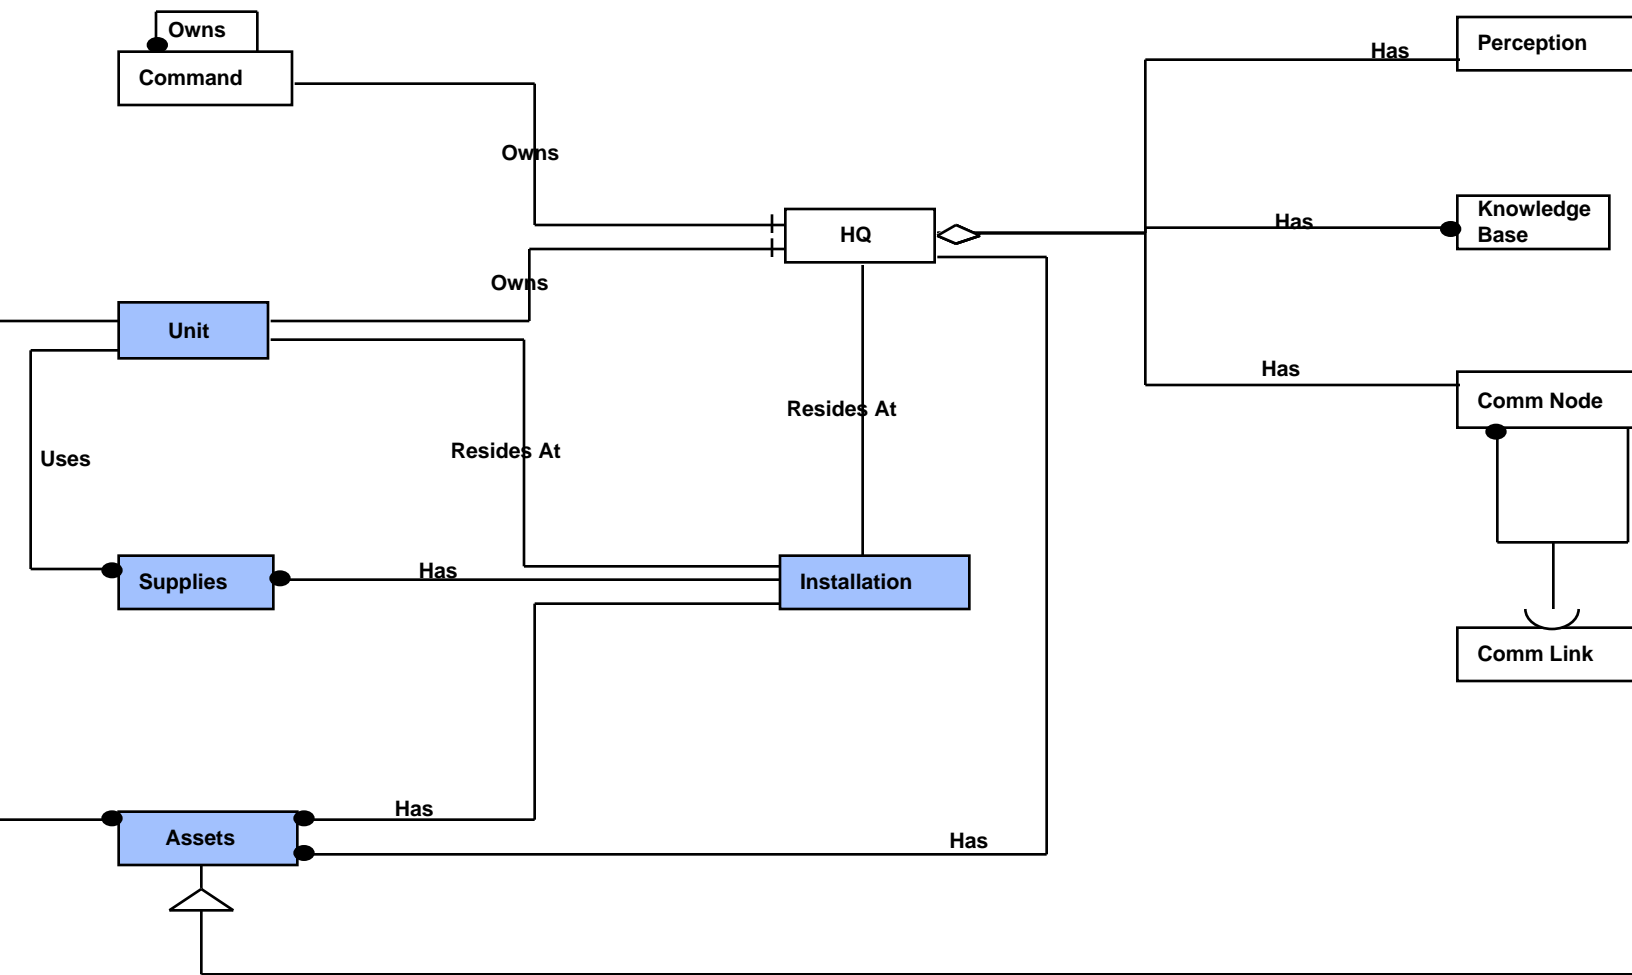 Owns
Command
Has
Perception
Owns
Knowledge
Base
Has
HQ
Owns
Unit
Has
Comm Node
Resides At
Resides At
Uses
Has
Supplies
Installation
Comm Link
Has
Assets
Has